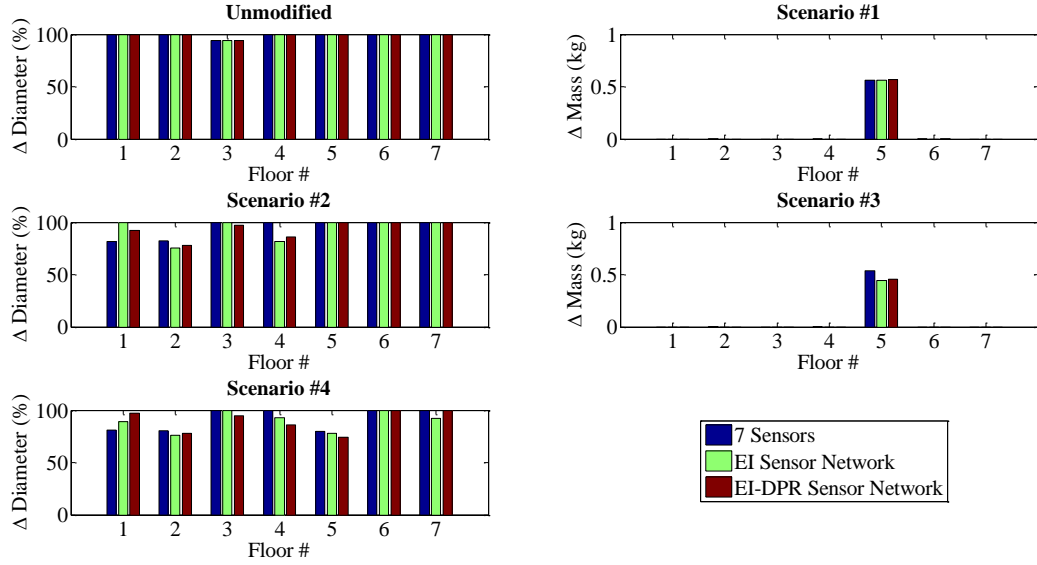 Unmodified
Δ Diameter (%)
100
50
0
1 2 3 4 5 6 7
Floor #
Scenario #1
Δ Mass (kg)
1
0.5
0
1 2 3 4 5 6 7
Floor #
Scenario #2
Δ Diameter (%)
100
50
0
1 2 3 4 5 6 7
Floor #
Scenario #3
Δ Mass (kg)
1
0.5
0
1 2 3 4 5 6 7
Floor #
Scenario #4
Δ Diameter (%)
100
50
0
1 2 3 4 5 6 7
Floor #
7 Sensors
EI Sensor Network
EI-DPR Sensor Network